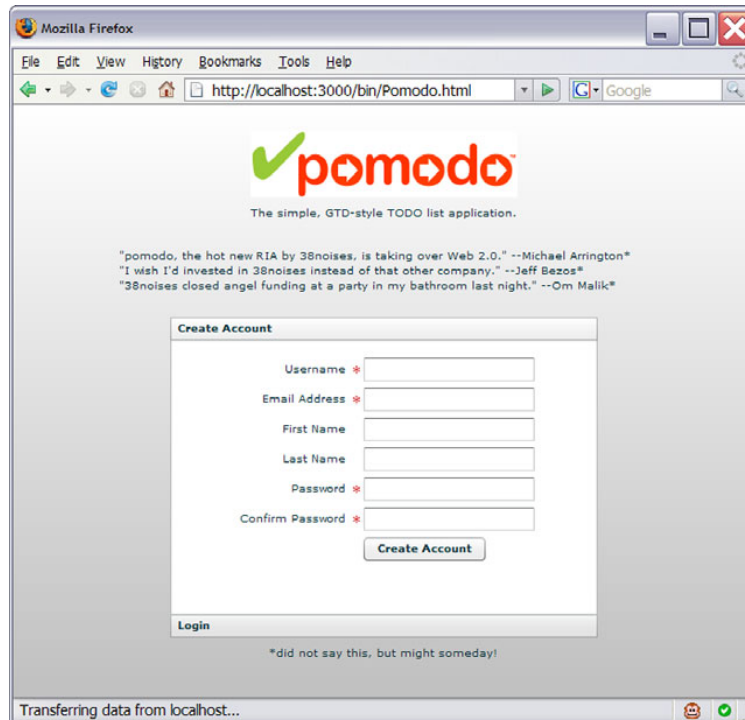 Mozilla Firefox
File Edit View History Bookmarks Tools Help
http://localhost:3000/bin/Pomodo.html G Google
pomodo™
The simple, GTD-style TODO list application.
"pomodo, the hot new RIA by 38noises, is taking over Web 2.0." --Michael Arrington*
"I wish I'd invested in 38noises instead of that other company." --Jeff Bezos*
"38noises closed angel funding at a party in my bathroom last night." --Om Malik*
Create Account
Username *
Email Address *
First Name
Last Name
Password *
Confirm Password *
Create Account
Login
*did not say this, but might someday!
Transferring data from localhost...